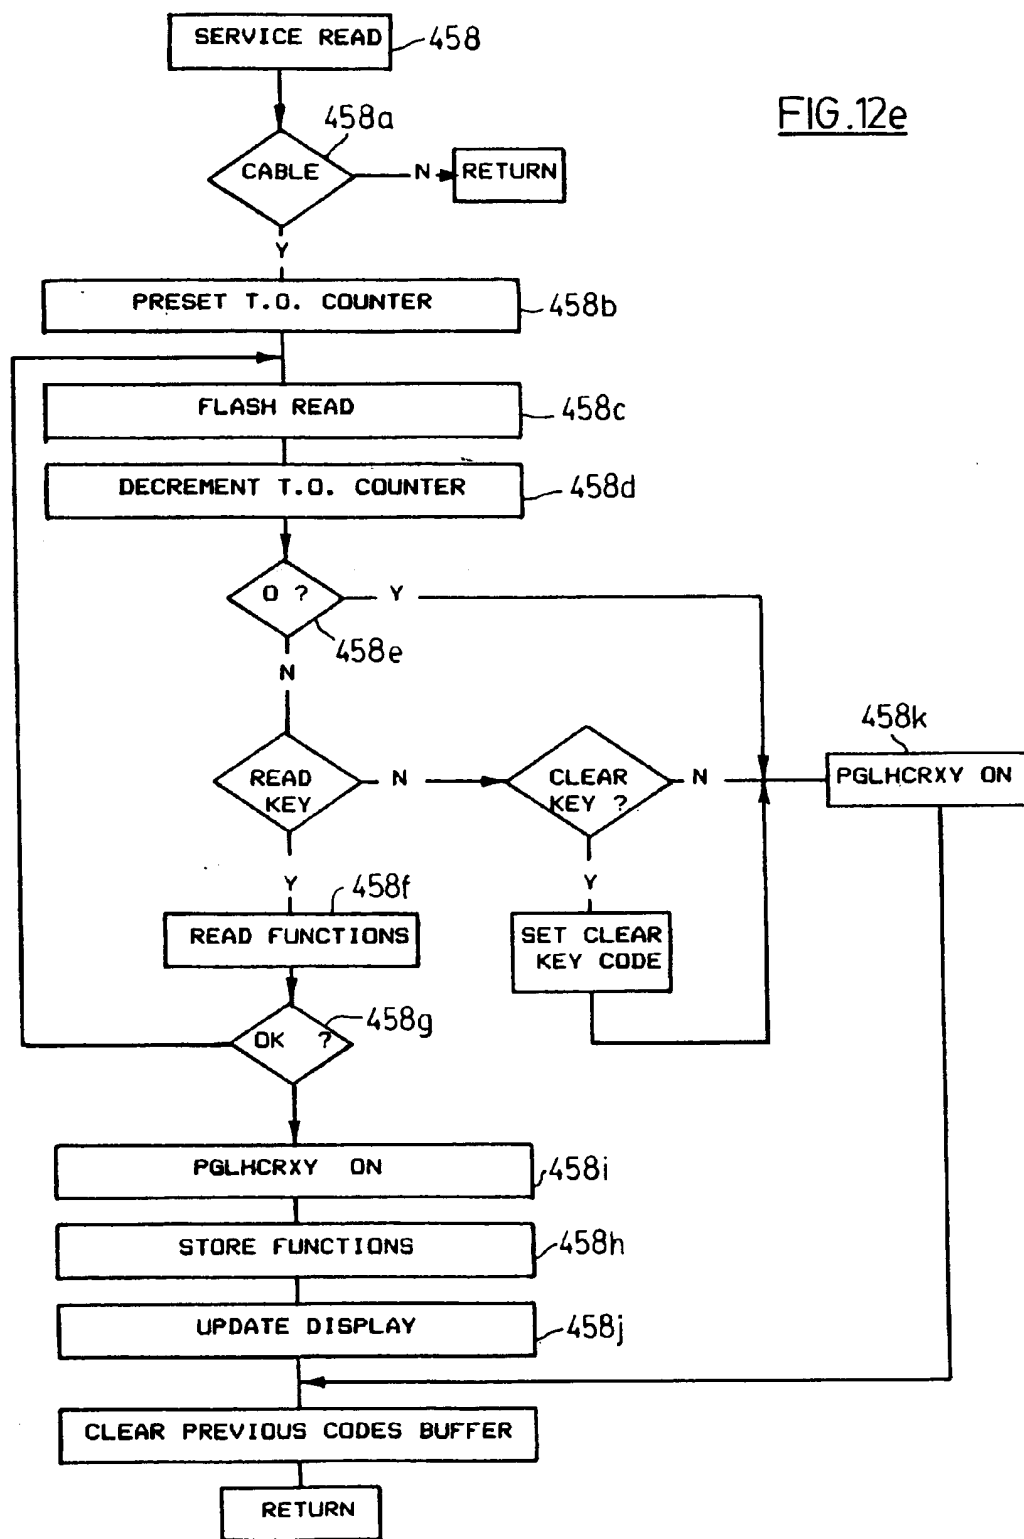 SERVICE READ
458
FIG.12e
458a
CABLE
N
RETURN
Y
PRESET T.O. COUNTER
458b
FLASH READ
458c
DECREMENT T.O. COUNTER
458d
0 ?
Y
458e
N
458k
READ
KEY
N
CLEAR
KEY ?
N
PGLHCRXY ON
Y
458f
Y
READ FUNCTIONS
SET CLEAR
KEY CODE
458g
OK ?
PGLHCRXY ON
458i
STORE FUNCTIONS
458h
UPDATE DISPLAY
458j
CLEAR PREVIOUS CODES BUFFER
RETURN